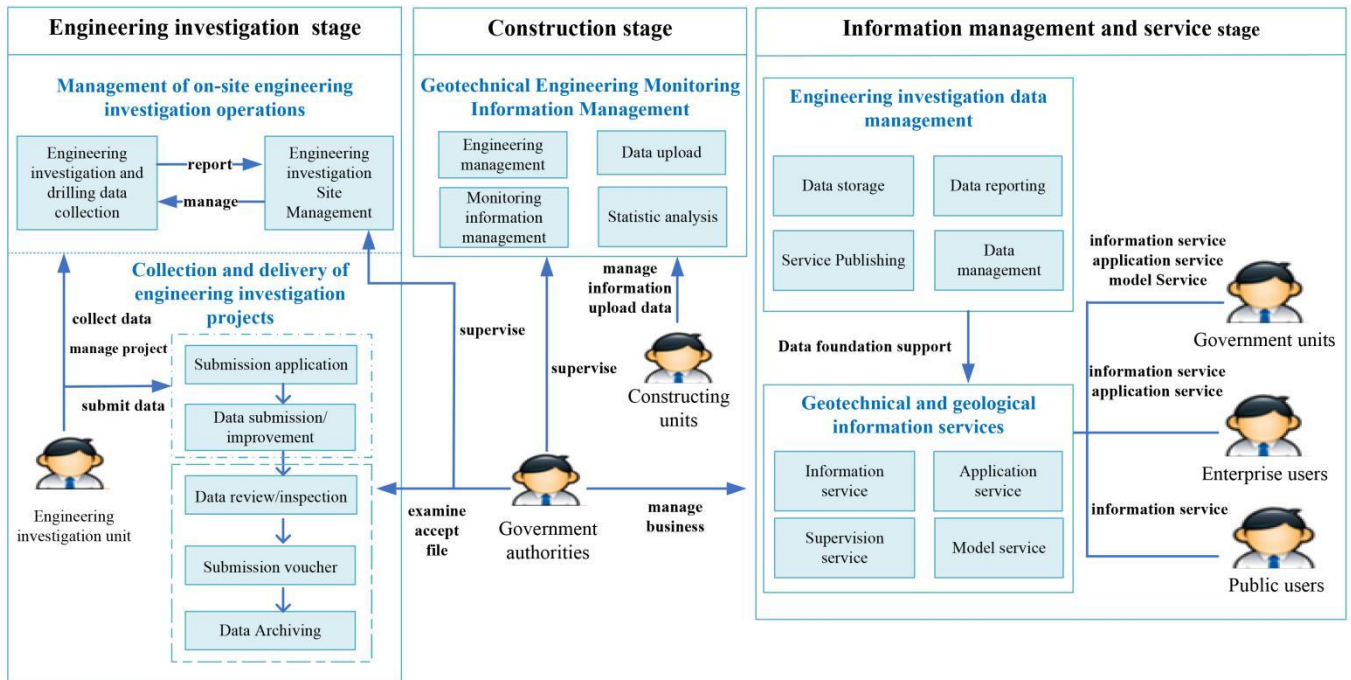 Engineering investigation stage
Management of on-site engineering
investigation operations
Engineering
investigation and
drilling data
collection
report
manage
Engineering
investigation
Site
Management
Collection and delivery of
engineering investigation
projects
collect data
manage project
submit data
Submission application
Data submission/
improvement
Data review/inspection
Submission voucher
Data Archiving
Engineering
investigation unit
Construction stage
Geotechnical Engineering Monitoring
Information Management
Engineering
management
Data upload
Monitoring
information
management
Statistic analysis
manage
information
upload data
supervise
supervise
Constructing
units
examine
accept
file
Government
authorities
manage
business
Information management and service stage
Engineering investigation data
management
Data storage
Data reporting
Service Publishing
Data
management
Data foundation support
Geotechnical and geological
information services
Information
service
Application
service
Supervision
service
Model service
information service
application service
model Service
Government units
information service
application service
Enterprise users
information service
Public users